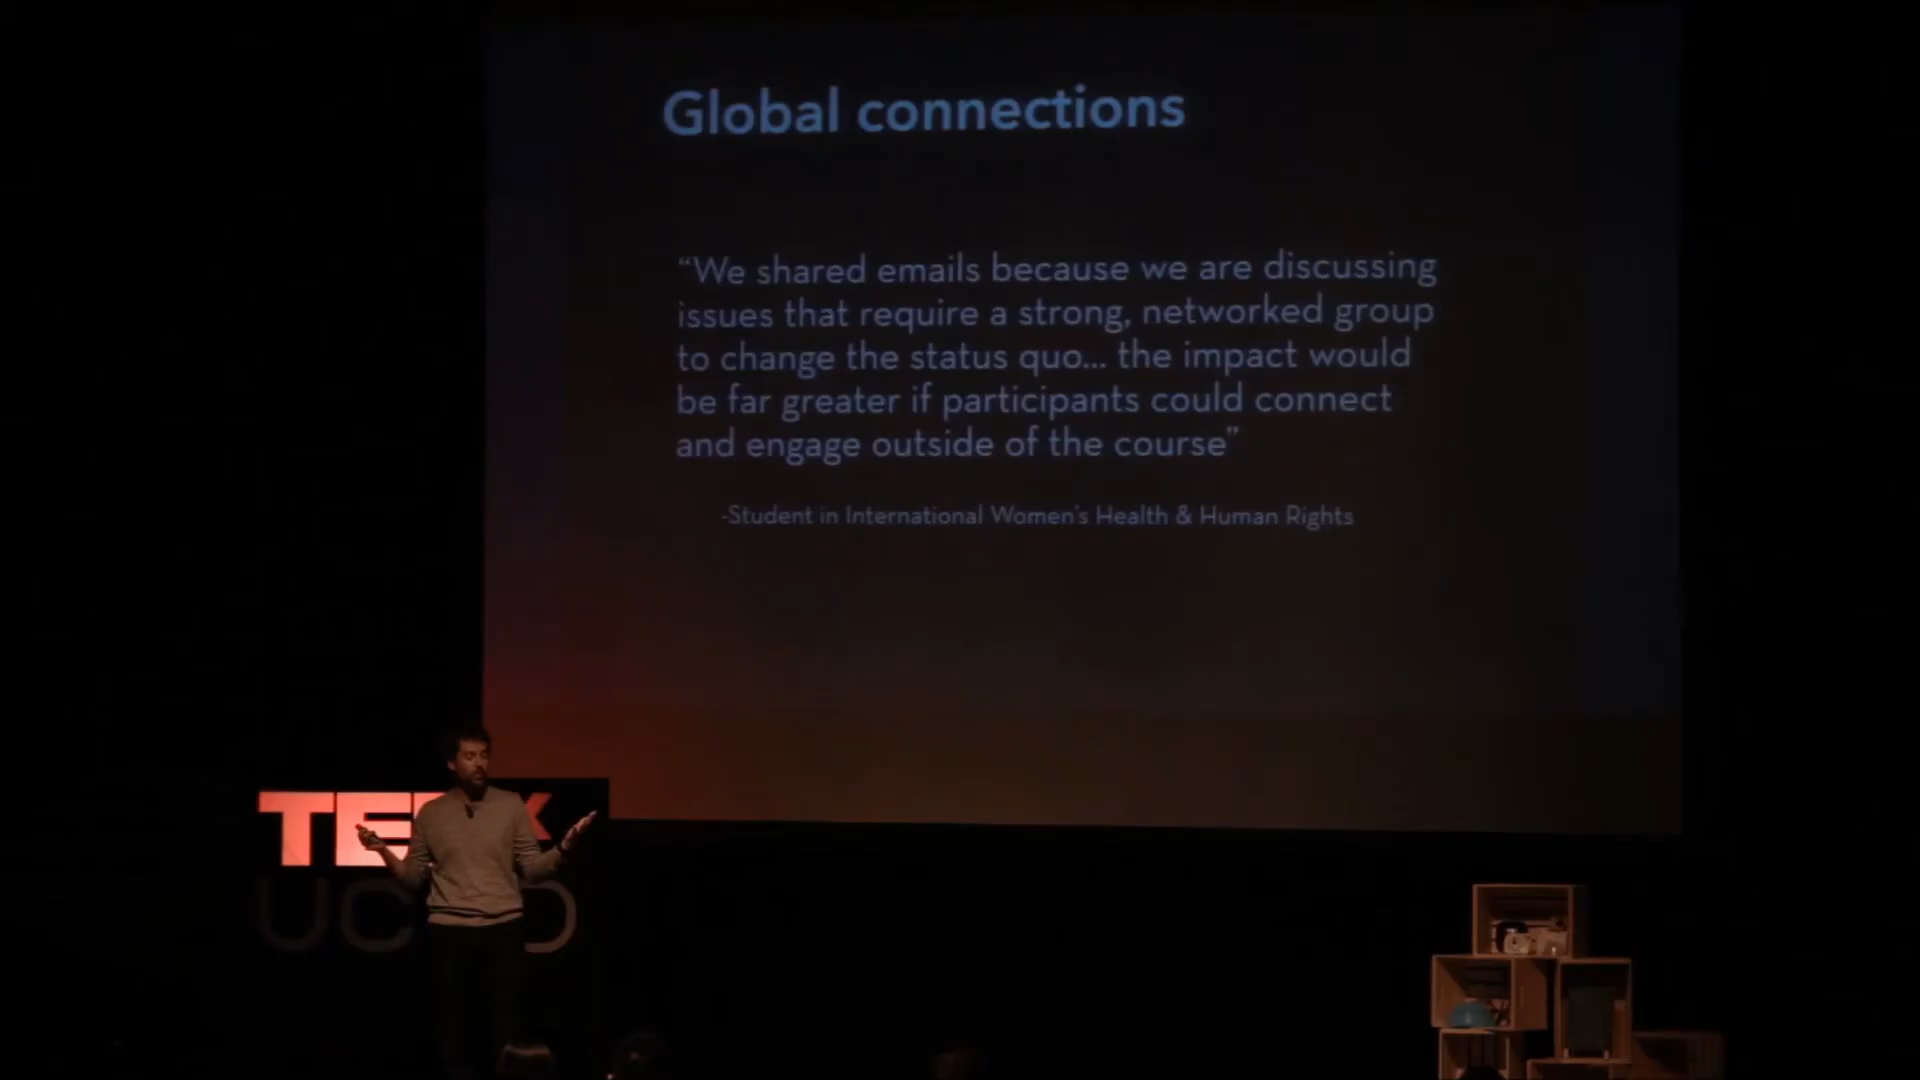 Global connections
“We shared emails because we are discussing
issues that require a strong, networked group
to change the status quo... the impact would
be far greater if participants could connect
and engage outside of the course”
-Student in International Women's Health & Human Rights